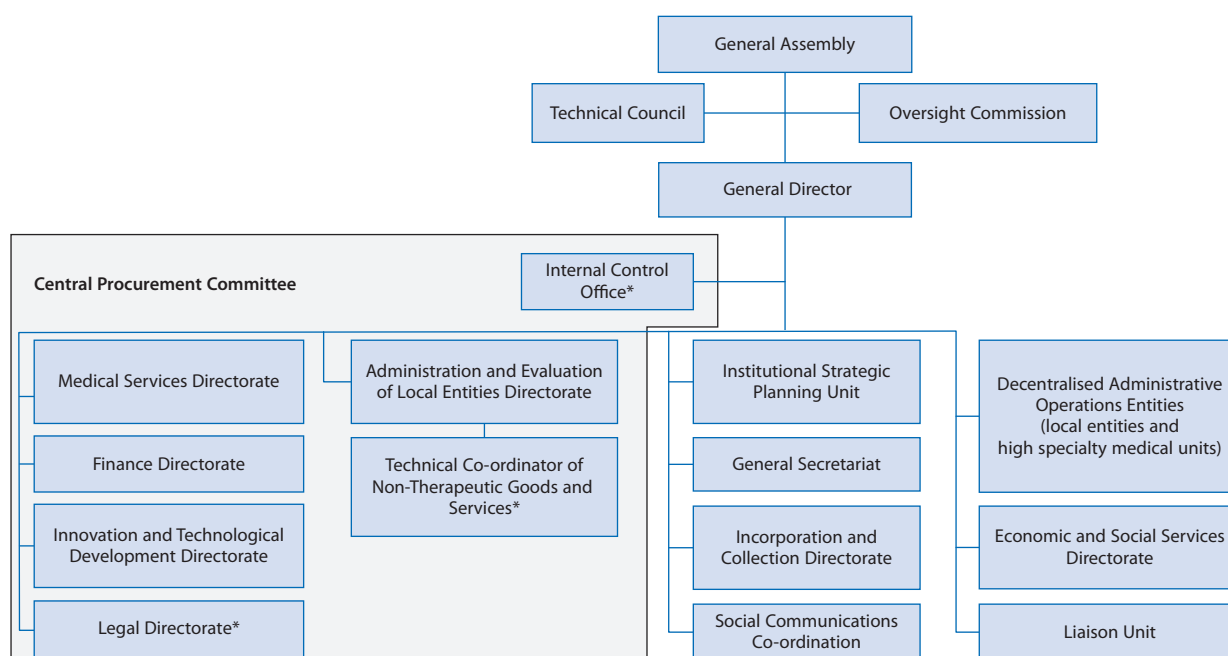 General Assembly
Technical Council
Oversight Commission
General Director
Central Procurement Committee
Internal Control
Office*
Medical Services Directorate
Finance Directorate
Innovation and Technological
Development Directorate
Legal Directorate*
Administration and Evaluation
of Local Entities Directorate
Technical Co-ordinator of
Non-Therapeutic Goods and
Services*
Institutional Strategic
Planning Unit
General Secretariat
Incorporation and
Collection Directorate
Social Communications
Co-ordination
Decentralised Administrative
Operations Entities
(local entities and
high specialty medical units)
Economic and Social Services
Directorate
Liaison Unit